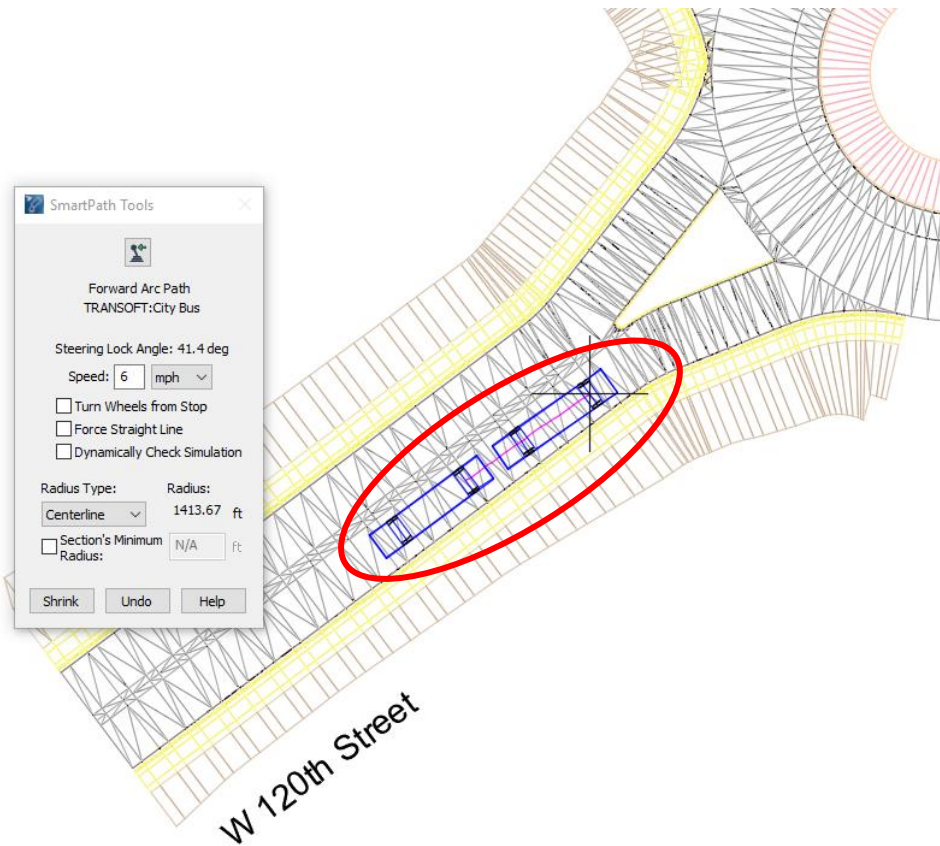 SmartPath Tools
Forward Arc Path
TRANSOFT:City Bus
Steering Lock Angle: 41.4 deg
Speed: 6 mph
Turn Wheels from Stop
Force Straight Line
Dynamically Check Simulation
Radius Type: Radius:
Centerline 1413.67 ft
Section's Minimum
Radius: N/A ft
Shrink Undo Help
W 120th Street